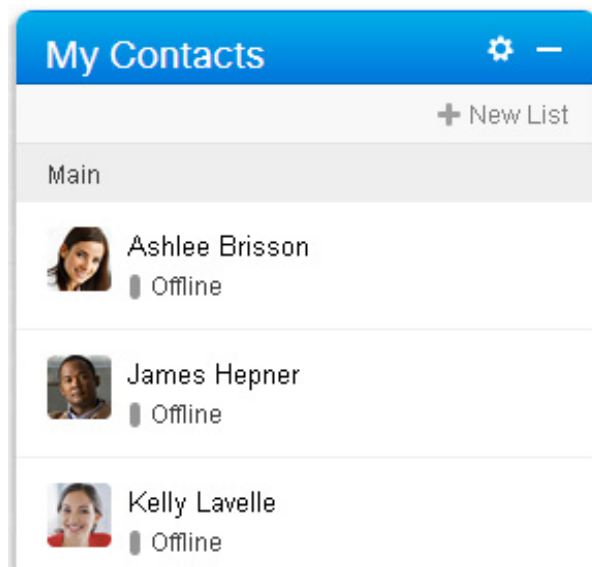 My Contacts
New List
Main
Ashlee Brisson
Offline
James Hepner
Offline
Kelly Lavelle
Offline